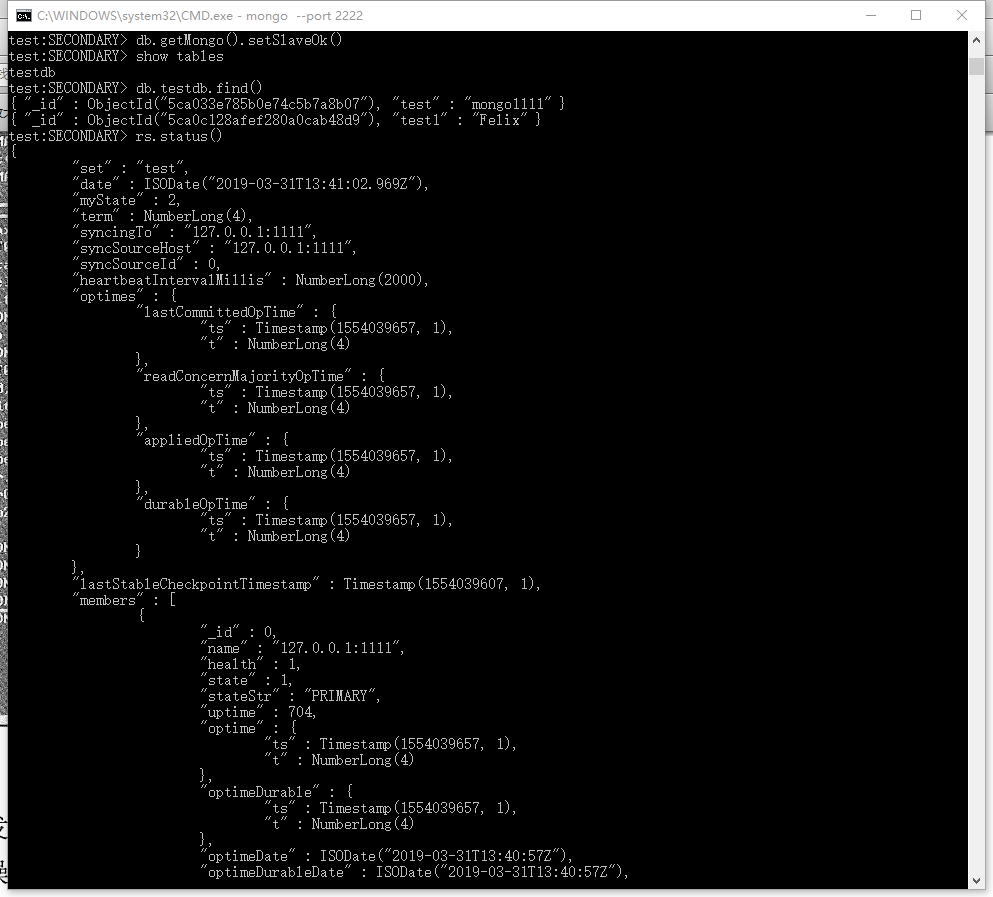 C:\WINDOWS\system32\CMD.exe - mongo  --port 2222
test:SECONDARY> db.getMongo().setSlaveOk()
test:SECONDARY> show tables
testdb
test:SECONDARY> db.testdb.find()
{ "_id" : ObjectId("5ca033e785b0e74c5b7a8b07"), "test" : "mongo1111" }
{ "_id" : ObjectId("5ca0c128afef280a0cab48d9"), "test1" : "Felix" }
test:SECONDARY> rs.status()
{
        "set" : "test",
        "date" : ISODate("2019-03-31T13:41:02.969Z"),
        "myState" : 2,
        "term" : NumberLong(4),
        "syncingTo" : "127.0.0.1:1111",
        "syncSourceHost" : "127.0.0.1:1111",
        "syncSourceId" : 0,
        "heartbeatIntervalMillis" : NumberLong(2000),
        "optimes" : {
                "lastCommittedOpTime" : {
                        "ts" : Timestamp(1554039657, 1),
                        "t" : NumberLong(4)
                },
                "readConcernMajorityOpTime" : {
                        "ts" : Timestamp(1554039657, 1),
                        "t" : NumberLong(4)
                },
                "appliedOpTime" : {
                        "ts" : Timestamp(1554039657, 1),
                        "t" : NumberLong(4)
                },
                "durableOpTime" : {
                        "ts" : Timestamp(1554039657, 1),
                        "t" : NumberLong(4)
                }
        },
        "lastStableCheckpointTimestamp" : Timestamp(1554039607, 1),
        "members" : [
                {
                        "_id" : 0,
                        "name" : "127.0.0.1:1111",
                        "health" : 1,
                        "state" : 1,
                        "stateStr" : "PRIMARY",
                        "uptime" : 704,
                        "optime" : {
                                "ts" : Timestamp(1554039657, 1),
                                "t" : NumberLong(4)
                        },
                        "optimeDurable" : {
                                "ts" : Timestamp(1554039657, 1),
                                "t" : NumberLong(4)
                        },
                        "optimeDate" : ISODate("2019-03-31T13:40:57Z"),
                        "optimeDurableDate" : ISODate("2019-03-31T13:40:57Z"),